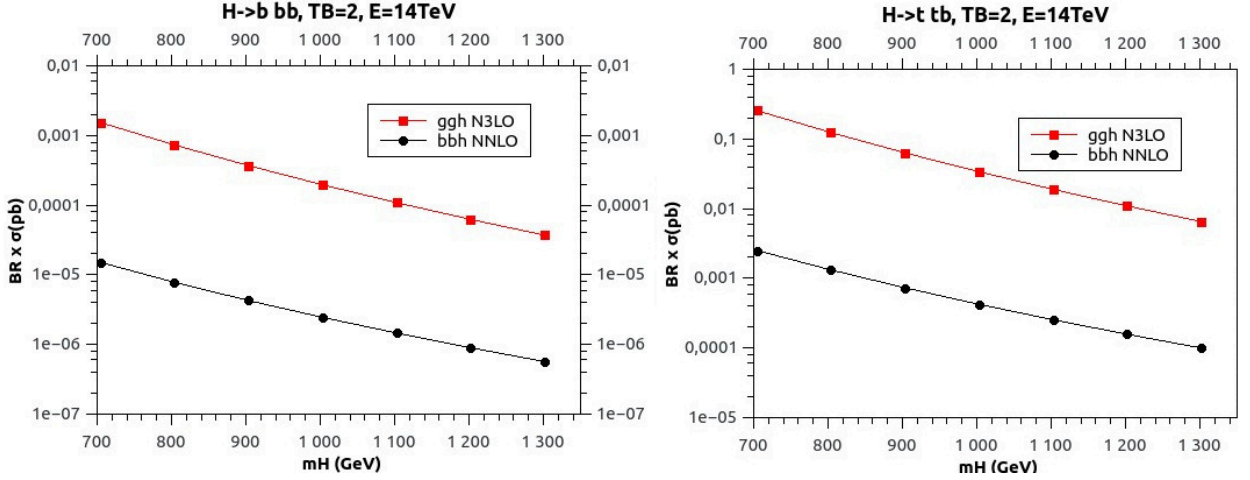 H->b bb, TB=2, E=14TeV
700 800 900 1 000 1 100 1 200 1 300
0,01 0,01
0,001 0,001
0,0001 0,0001
1e−05 1e−05
1e−06 1e−06
1e−07 1e−07
BR x σ(pb)
ggh N3LO
bbh NNLO
700 800 900 1 000 1 100 1 200 1 300
mH (GeV)
H->t tb, TB=2, E=14TeV
700 800 900 1 000 1 100 1 200 1 300
1
0,1
0,01
0,001
0,0001
1e−05
BR x σ(pb)
ggh N3LO
bbh NNLO
700 800 900 1 000 1 100 1 200 1 300
mH (GeV)